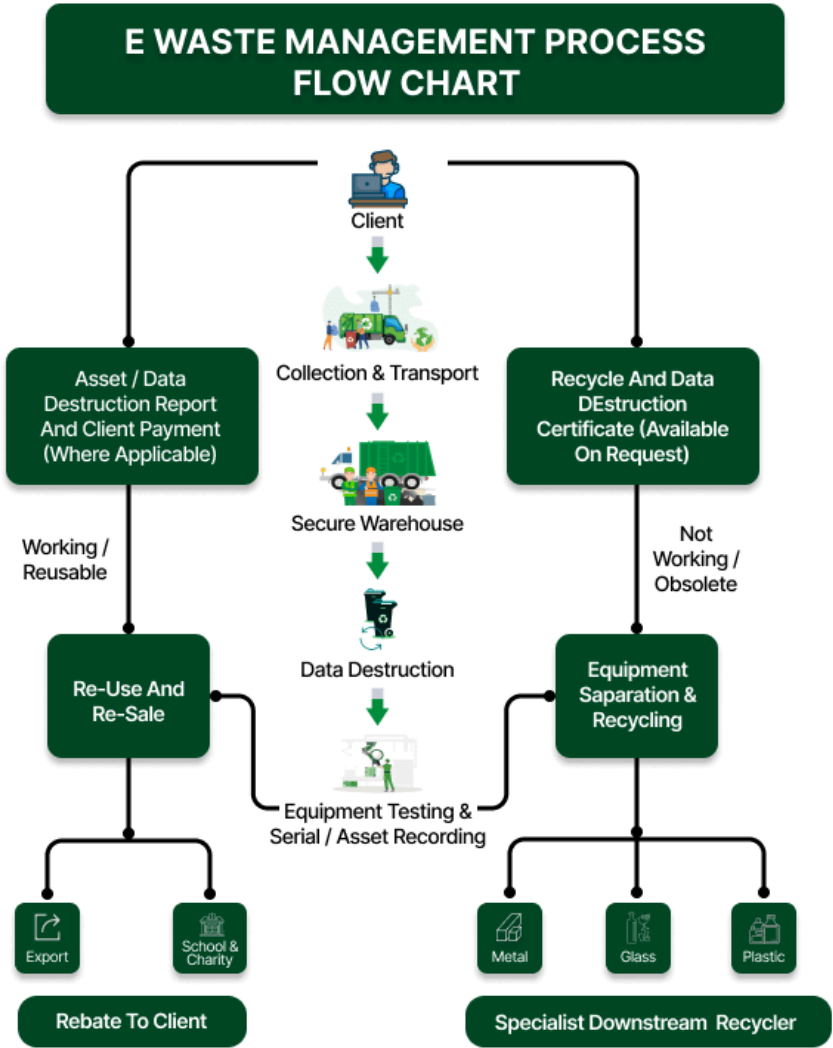 E WASTE MANAGEMENT PROCESS
FLOW CHART
Client
Collection & Transport
Asset / Data
Destruction Report
And Client Payment
(Where Applicable)
Recycle And Data
DEstruction
Certificate (Available
On Request)
Secure Warehouse
Working /
Reusable
Not
Working /
Obsolete
Data Destruction
Re-Use And
Re-Sale
Equipment
Saparation &
Recycling
Equipment Testing &
Serial / Asset Recording
Export
School &
Charity
Metal
Glass
Plastic
Rebate To Client
Specialist Downstream Recycler